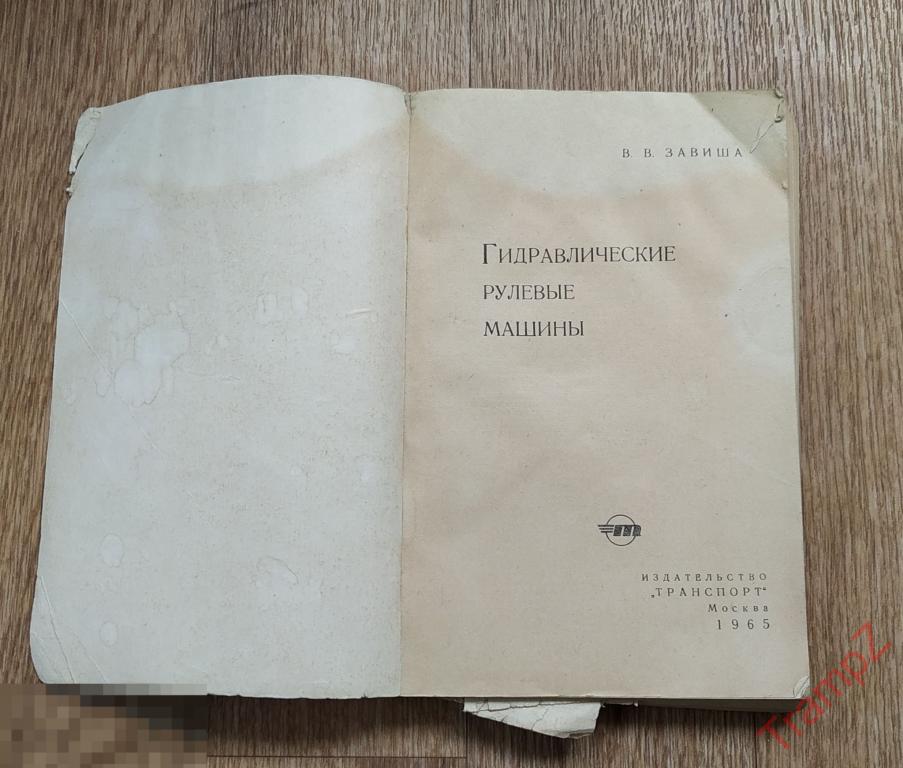 В. В. ЗАВИША
ГИДРАВЛИЧЕСКИЕ
РУЛЕВЫЕ
МАШИНЫ
ИЗДАТЕЛЬСТВО
„ТРАНСПОРТ“
Москва
1965
TrampZ